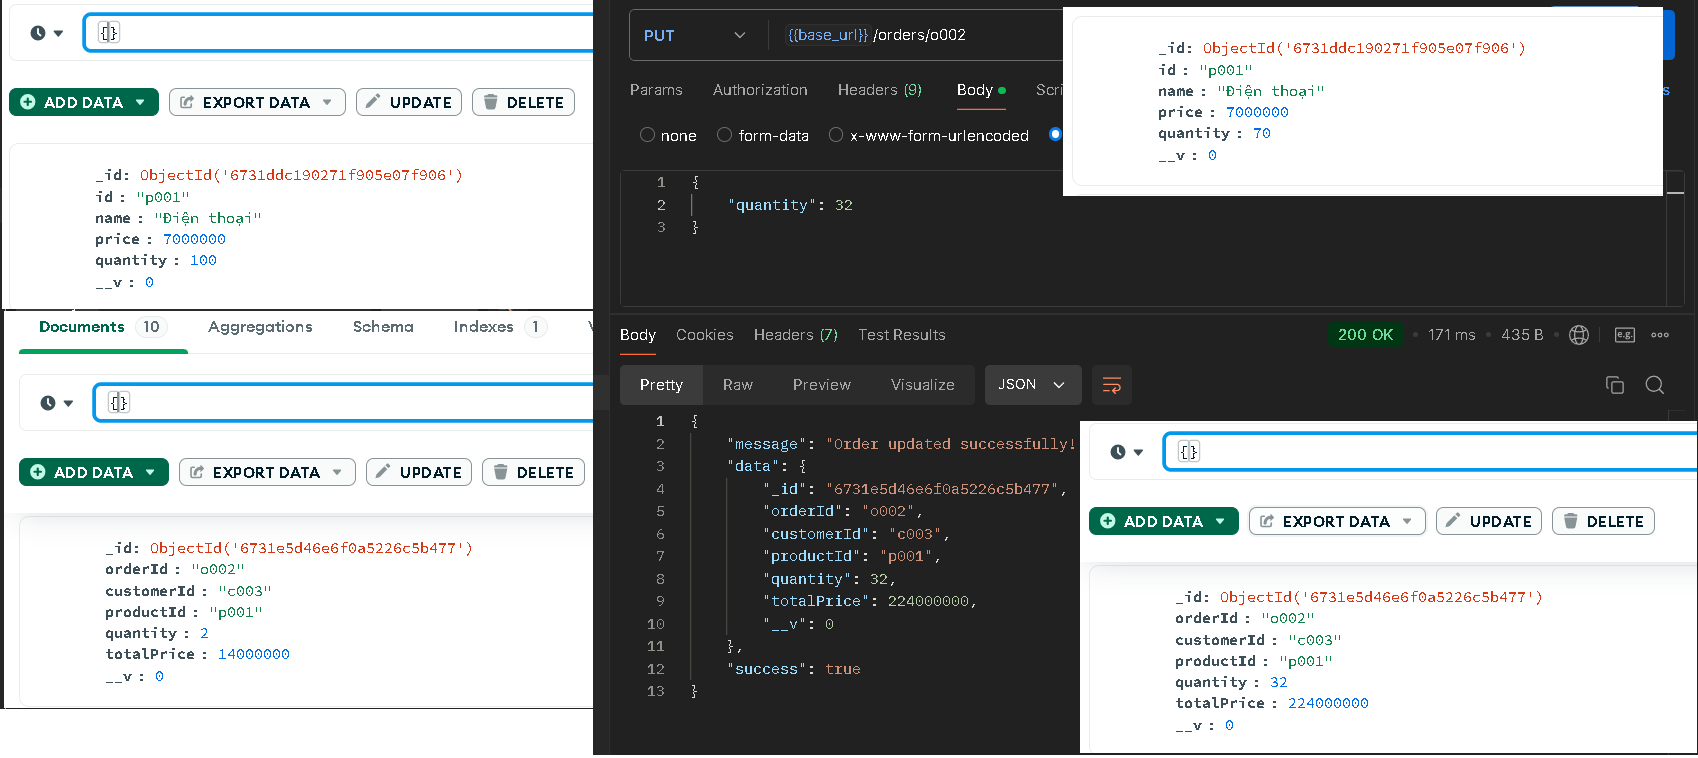 {}
ADD DATA
EXPORT DATA
UPDATE
DELETE
_id: ObjectId('6731ddc190271f905e07f906')
id : "p001"
name : "Điện thoại"
price : 7000000
quantity : 100
__v : 0
Documents 10 Aggregations Schema Indexes 1
{}
ADD DATA
EXPORT DATA
UPDATE
DELETE
_id: ObjectId('6731e5d46e6f0a5226c5b477')
orderId : "o002"
customerId : "c003"
productId : "p001"
quantity : 2
totalPrice : 14000000
__v : 0
PUT {{base_url}}/orders/o002
Params Authorization Headers (9) Body Scri
none form-data x-www-form-urlencoded
1 {
2 "quantity": 32
3 }
_id: ObjectId('6731ddc190271f905e07f906')
id : "p001"
name : "Điện thoại"
price : 7000000
quantity : 70
__v : 0
s
Body Cookies Headers (7) Test Results
200 OK • 171 ms • 435 B • e.g.
Pretty Raw Preview Visualize JSON
1 {
2 "message": "Order updated successfully!
3 "data": {
4 "_id": "6731e5d46e6f0a5226c5b477",
5 "orderId": "o002",
6 "customerId": "c003",
7 "productId": "p001",
8 "quantity": 32,
9 "totalPrice": 224000000,
10 "__v": 0
11 },
12 "success": true
13 }
{}
ADD DATA
EXPORT DATA
UPDATE
DELETE
_id: ObjectId('6731e5d46e6f0a5226c5b477')
orderId : "o002"
customerId : "c003"
productId : "p001"
quantity : 32
totalPrice : 224000000
__v : 0